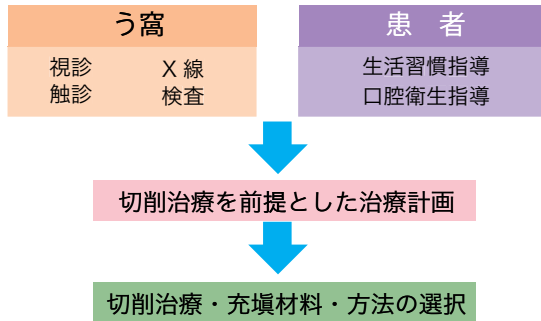 う窩
視診
触診
X 線
検査
患　者
生活習慣指導
口腔衛生指導
切削治療を前提とした治療計画
切削治療・充塡材料・方法の選択